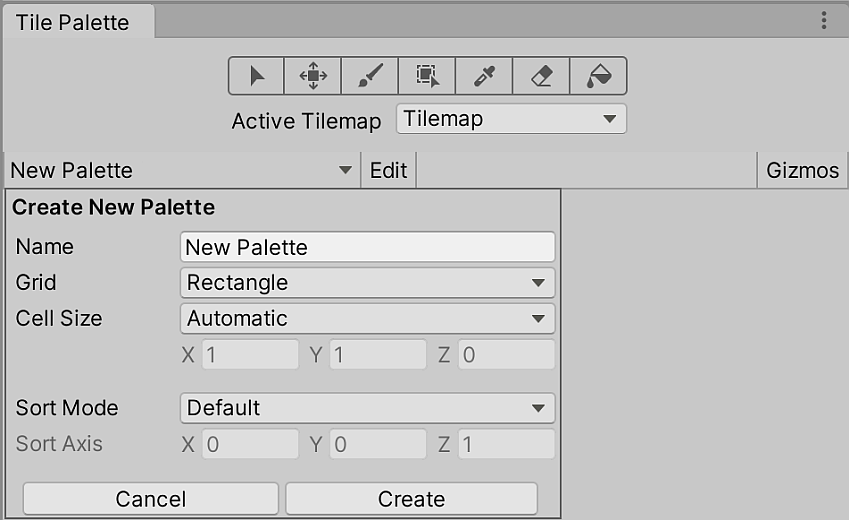 Tile Palette
Active Tilemap Tilemap
New Palette Edit Gizmos
Create New Palette
Name New Palette
Grid Rectangle
Cell Size Automatic
X 1 Y 1 Z 0
Sort Mode Default
Sort Axis X 0 Y 0 Z 1
Cancel Create